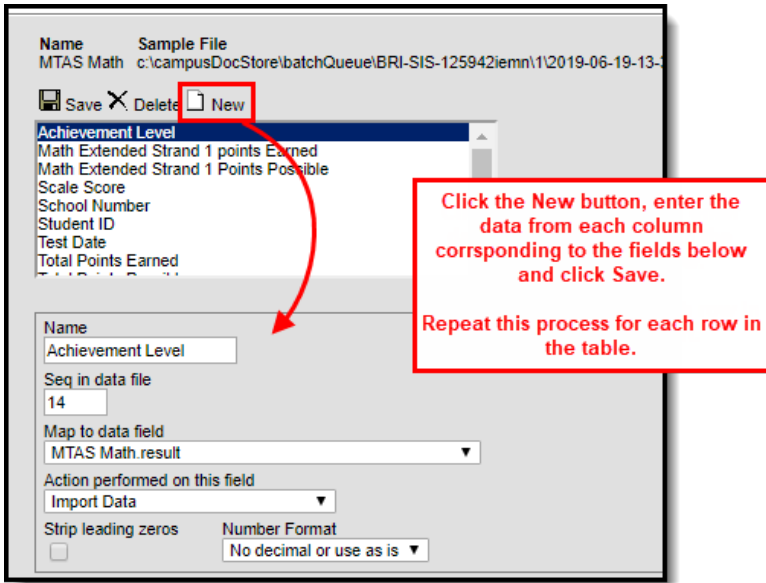 Name Sample File
MTAS Math c:\campusDocStore\batchQueue\BRI-SIS-125942iemn\1\2019-06-19-13-
Save Delete New
Achievement Level
Math Extended Strand 1 points Earned
Math Extended Strand 1 Points Possible
Scale Score
School Number
Student ID
Test Date
Total Points Earned
Click the New button, enter the
data from each column
corrsponding to the fields below
and click Save.
Repeat this process for each row in
the table.
Name
Achievement Level
Seq in data file
14
Map to data field
MTAS Math.result
Action performed on this field
Import Data
Strip leading zeros Number Format
No decimal or use as is